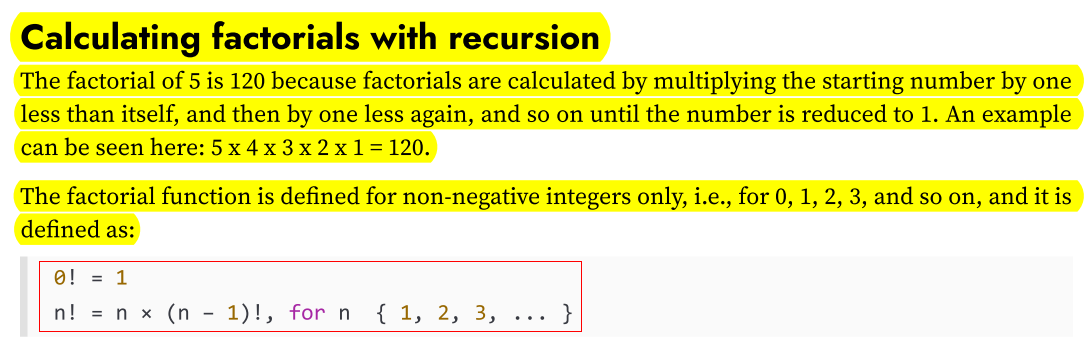 Calculating factorials with recursion
The factorial of 5 is 120 because factorials are calculated by multiplying the starting number by one
less than itself, and then by one less again, and so on until the number is reduced to 1. An example
can be seen here: 5 x 4 x 3 x 2 x 1 = 120.
The factorial function is defined for non-negative integers only, i.e., for 0, 1, 2, 3, and so on, and it is
defined as:
0! = 1
n! = n × (n − 1)!, for n { 1, 2, 3, ... }